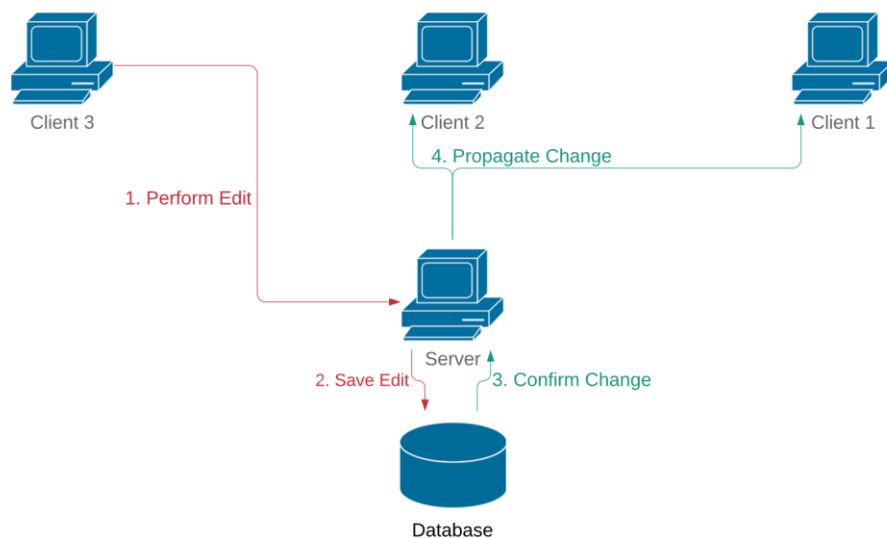 Client 3
Client 2
Client 1
4. Propagate Change
1. Perform Edit
Server
2. Save Edit
3. Confirm Change
Database